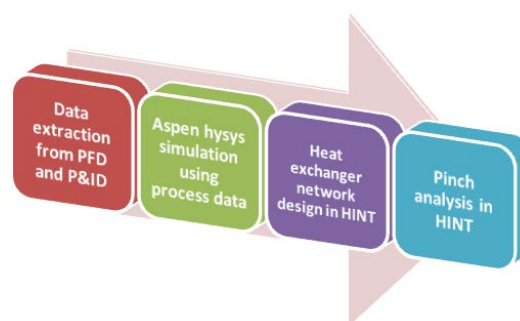 Data
extraction
from PFD
and P&ID
Aspen hysys
simulation
using
process data
Heat
exchanger
network
design in HINT
Pinch
analysis in
HINT